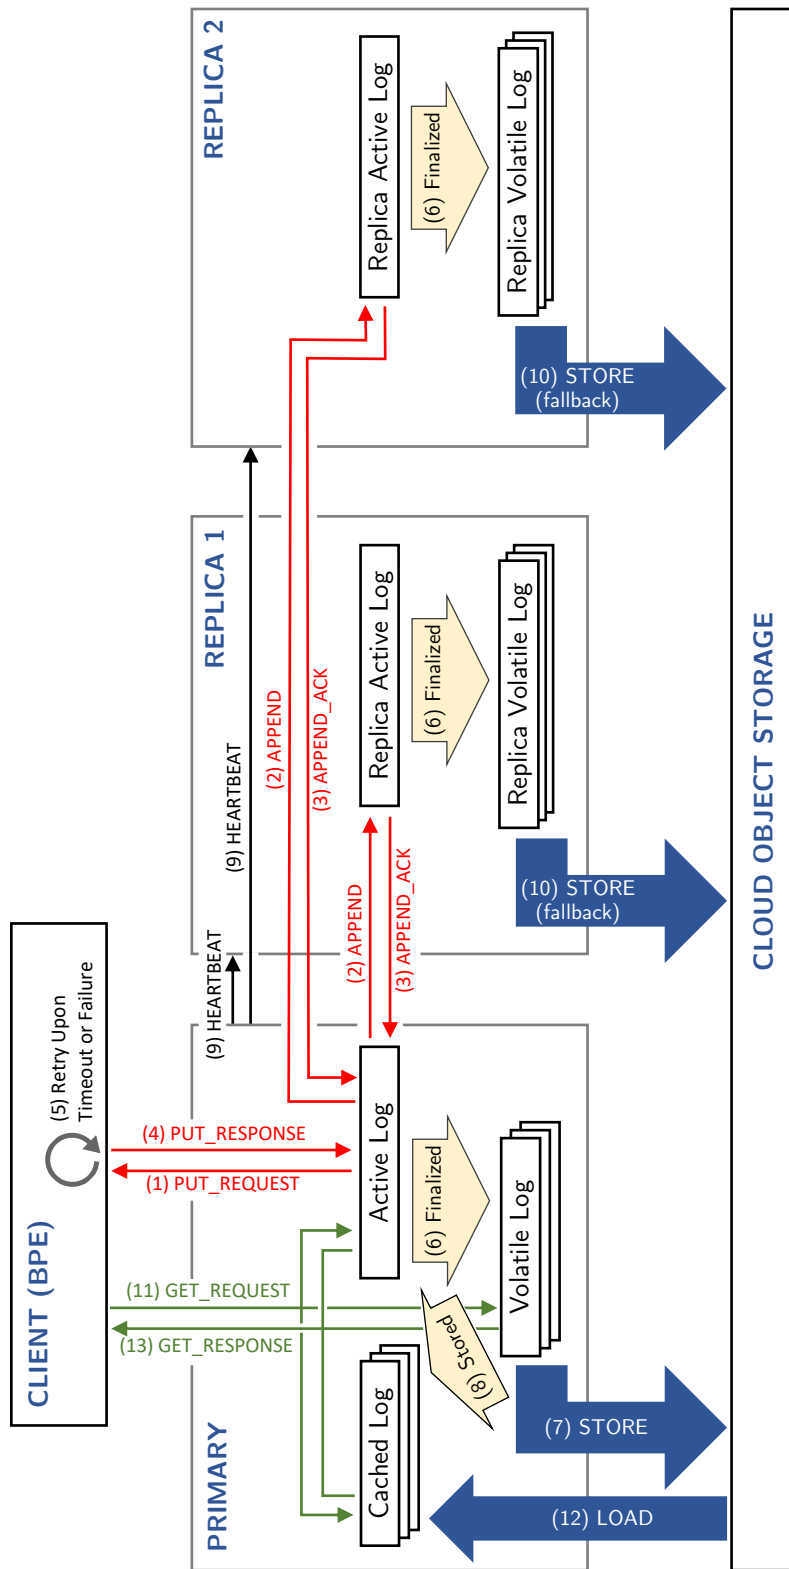 CLIENT (BPE)
(5) Retry Upon
Timeout or Failure
(13) GET_RESPONSE
(11) GET_REQUEST
(1) PUT_REQUEST
(4) PUT_RESPONSE
PRIMARY
Cached Log
Active Log
(6) Finalized
(8) Stored
Volatile Log
(12) LOAD
(7) STORE
(9) HEARTBEAT
(9) HEARTBEAT
(2) APPEND
(3) APPEND_ACK
(2) APPEND
(3) APPEND_ACK
REPLICA 1
Replica Active Log
(6) Finalized
Replica Volatile Log
(10) STORE
(fallback)
REPLICA 2
Replica Active Log
(6) Finalized
Replica Volatile Log
(10) STORE
(fallback)
CLOUD OBJECT STORAGE